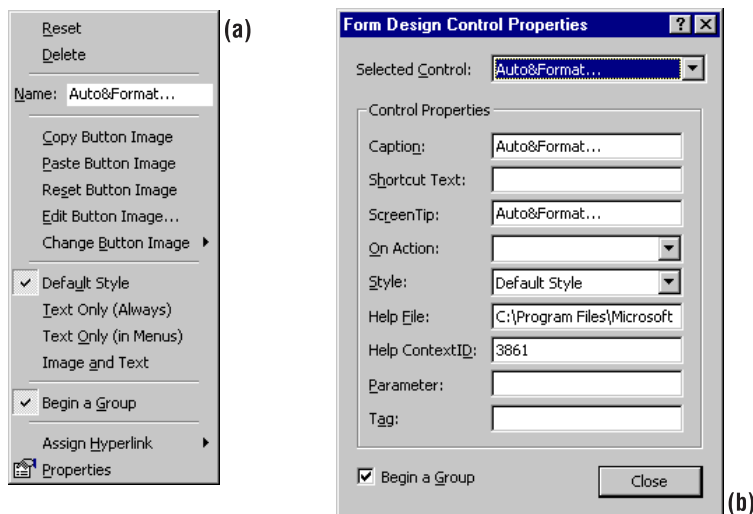 Reset
Delete
Name: Auto&Format...
Copy Button Image
Paste Button Image
Reset Button Image
Edit Button Image...
Change Button Image
Default Style
Text Only (Always)
Text Only (in Menus)
Image and Text
Begin a Group
Assign Hyperlink
Properties
(a)
Form Design Control Properties
Selected Control: Auto&Format...
Control Properties
Caption: Auto&Format...
Shortcut Text:
ScreenTip: Auto&Format...
On Action:
Style: Default Style
Help File: C:\Program Files\Microsoft
Help ContextID: 3861
Parameter:
Tag:
Begin a Group
Close
(b)